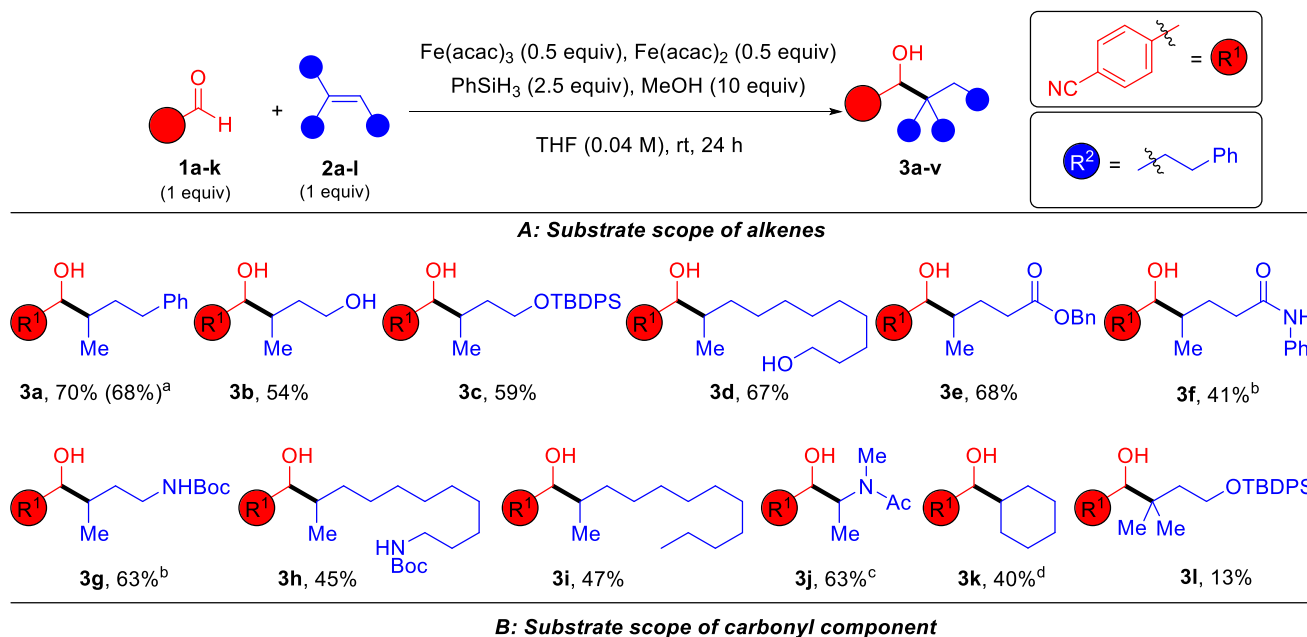 Fe(acac)3 (0.5 equiv), Fe(acac)2 (0.5 equiv)
PhSiH3 (2.5 equiv), MeOH (10 equiv)
THF (0.04 M), rt, 24 h
O
H
+
1a-k
(1 equiv)
2a-l
(1 equiv)
OH
3a-v
NC
= R1
R2 = Ph
A: Substrate scope of alkenes
OH
R1
Ph
Me
3a, 70% (68%)a
OH
R1
OH
Me
3b, 54%
OH
R1
OTBDPS
Me
3c, 59%
OH
R1
Me
HO
3d, 67%
OH
R1
O
OBn
Me
3e, 68%
OH
R1
O
NH
Ph
Me
3f, 41%b
OH
R1
NHBoc
Me
3g, 63%b
OH
R1
Me
HN
Boc
3h, 45%
OH
R1
Me
3i, 47%
OH
Me
R1
N
Ac
Me
3j, 63%c
OH
R1
3k, 40%d
OH
R1
OTBDPS
Me Me
3l, 13%
B: Substrate scope of carbonyl component